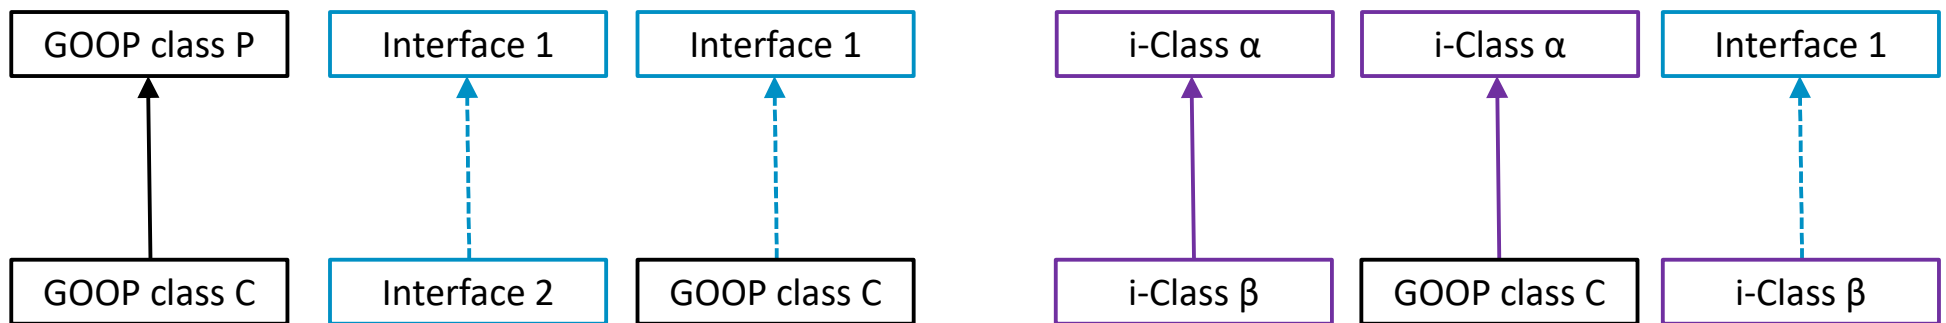 GOOP class P
Interface 1
Interface 1
i-Class α
i-Class α
Interface 1
GOOP class C
Interface 2
GOOP class C
i-Class β
GOOP class C
i-Class β